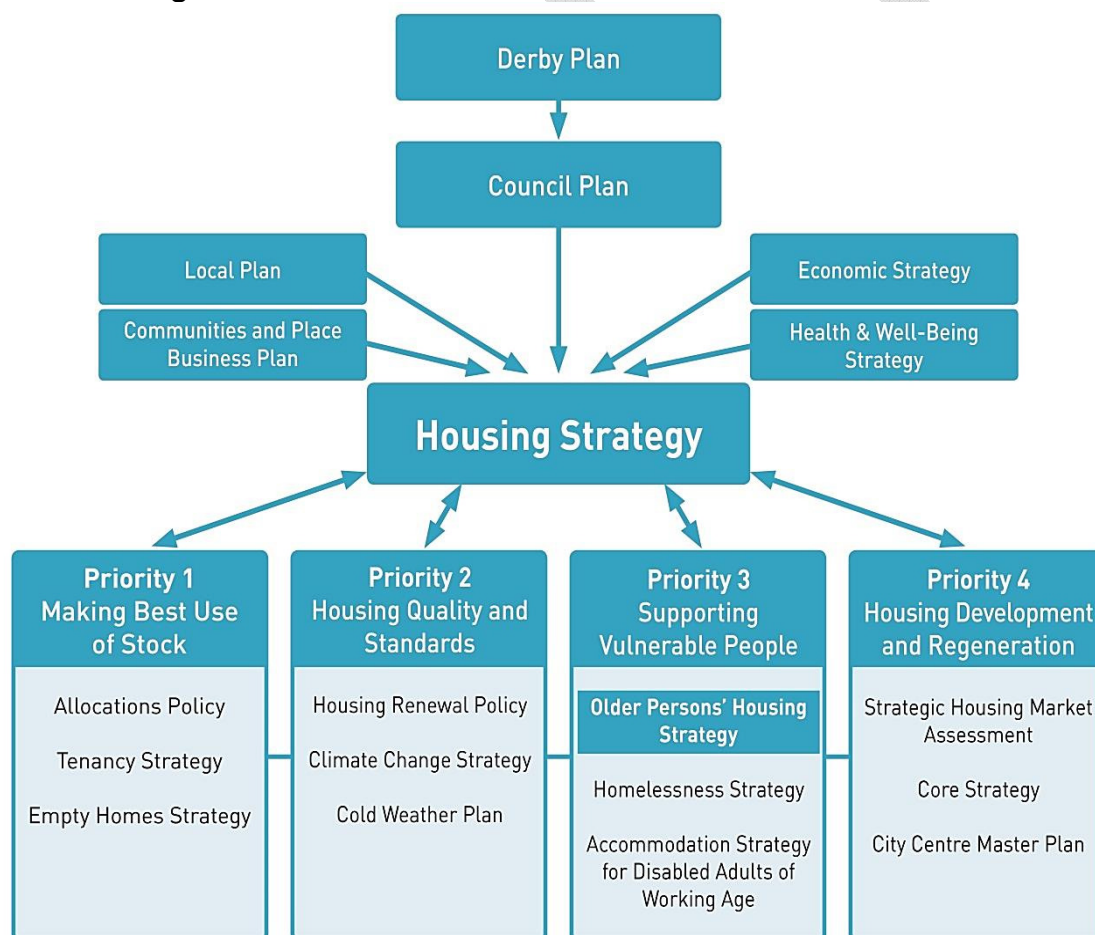 Derby Plan
Council Plan
Local Plan
Economic Strategy
Communities and Place
Business Plan
Health & Well-Being
Strategy
Housing Strategy
Priority 1
Making Best Use
of Stock
Allocations Policy
Tenancy Strategy
Empty Homes Strategy
Priority 2
Housing Quality and
Standards
Housing Renewal Policy
Climate Change Strategy
Cold Weather Plan
Priority 3
Supporting
Vulnerable People
Older Persons’ Housing
Strategy
Homelessness Strategy
Accommodation Strategy
for Disabled Adults of
Working Age
Priority 4
Housing Development
and Regeneration
Strategic Housing Market
Assessment
Core Strategy
City Centre Master Plan